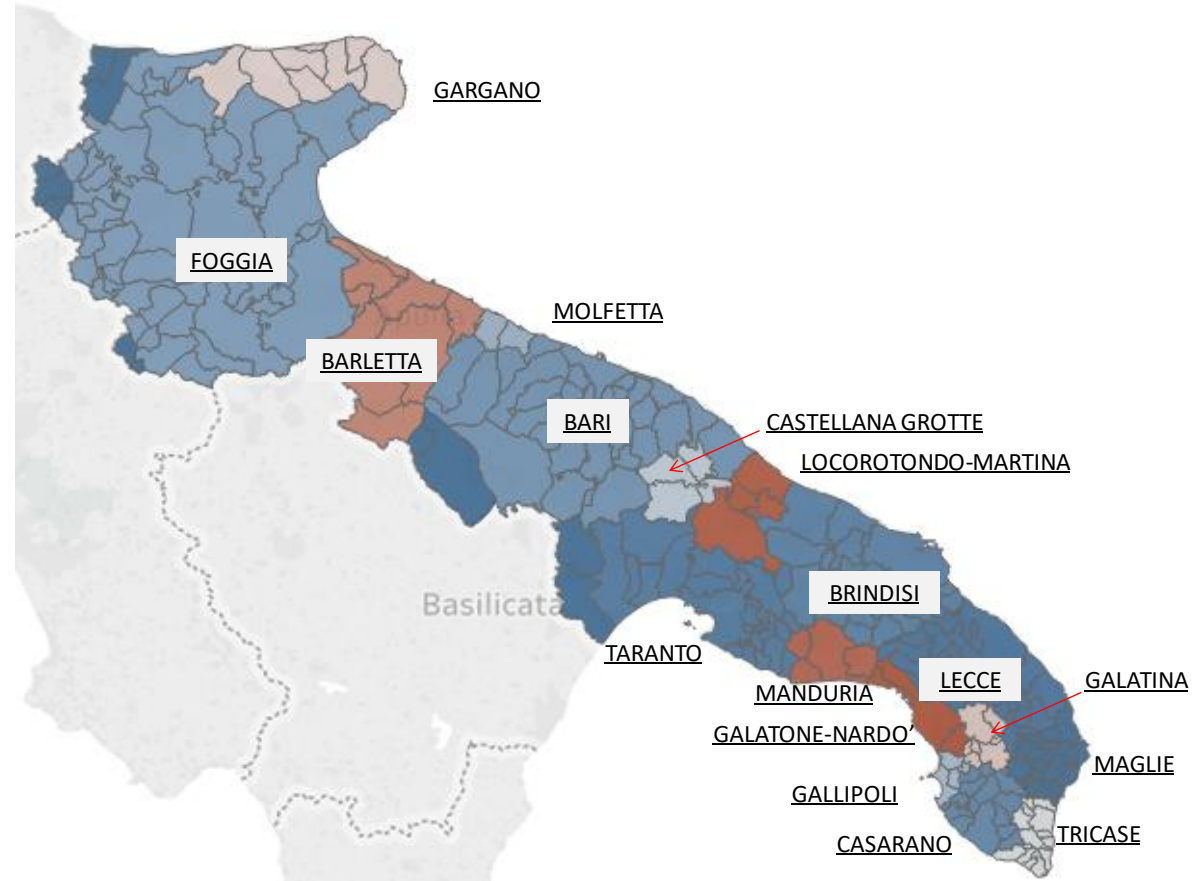 GARGANO
FOGGIA
MOLFETTA
BARLETTA
BARI
CASTELLANA GROTTE
LOCOROTONDO-MARTINA
Basilicata
BRINDISI
TARANTO
MANDURIA
LECCE
GALATINA
GALATONE-NARDO’
MAGLIE
GALLIPOLI
TRICASE
CASARANO